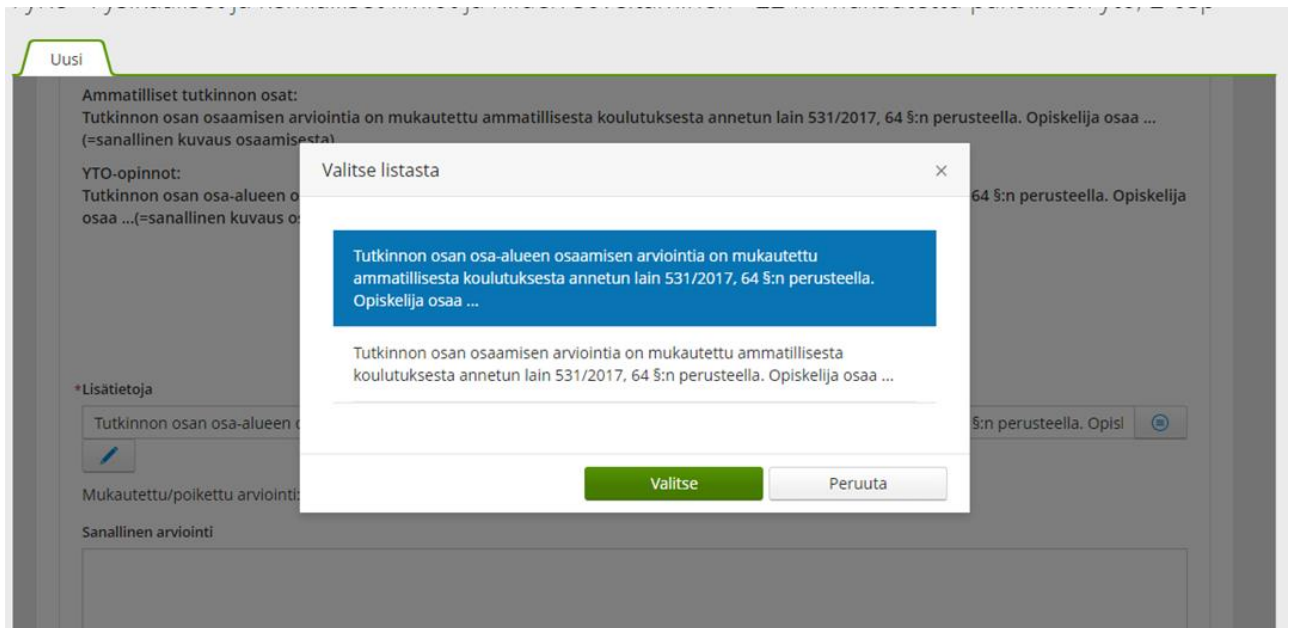 Uusi
Ammatilliset tutkinnon osat:
Tutkinnon osan osaamisen arviointia on mukautettu ammatillisesta koulutuksesta annetun lain 531/2017, 64 §:n perusteella. Opiskelija osaa ...
(=sanallinen kuvaus osaamisesta)
YTO-opinnot:
Tutkinnon osan osa-alueen o
64 §:n perusteella. Opiskelija
osaa ...(=sanallinen kuvaus o
Valitse listasta
Tutkinnon osan osa-alueen osaamisen arviointia on mukautettu
ammatillisesta koulutuksesta annetun lain 531/2017, 64 §:n perusteella.
Opiskelija osaa ...
Tutkinnon osan osaamisen arviointia on mukautettu ammatillisesta
koulutuksesta annetun lain 531/2017, 64 §:n perusteella. Opiskelija osaa ...
*Lisätietoja
Tutkinnon osan osa-alueen
§:n perusteella. Opisl
Valitse
Peruuta
Mukautettu/poikettu arviointi:
Sanallinen arviointi